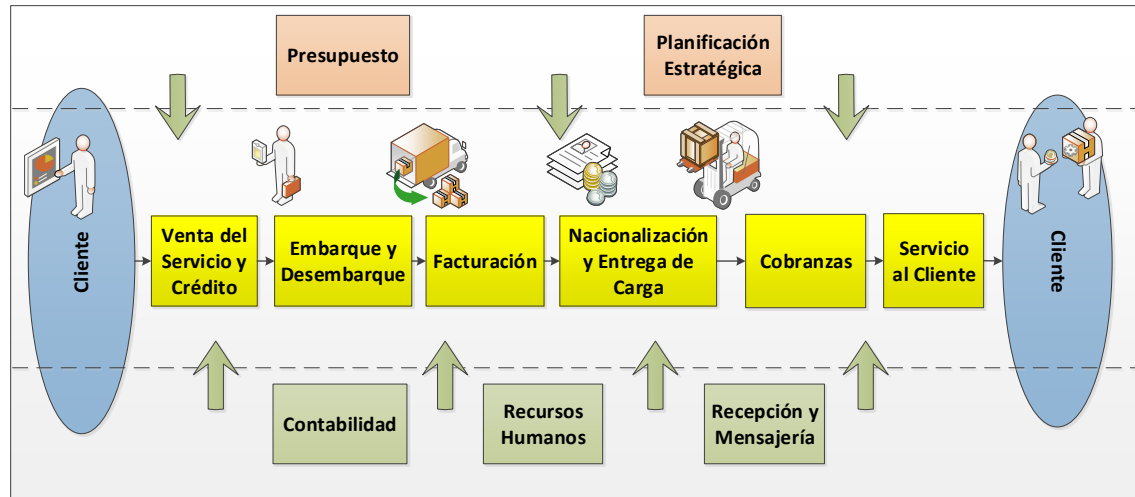 Presupuesto
Planificación
Estratégica
Cliente
Venta del
Servicio y
Crédito
Embarque y
Desembarque
Facturación
Nacionalización
y Entrega de
Carga
Cobranzas
Servicio
al Cliente
Cliente
Contabilidad
Recursos
Humanos
Recepción y
Mensajería